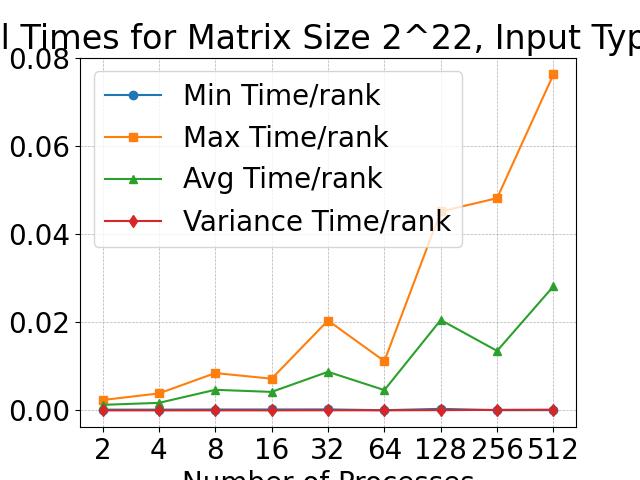 l Times for Matrix Size 2^22, Input Typ
0.08
0.06
0.04
0.02
0.00
Min Time/rank
Max Time/rank
Avg Time/rank
Variance Time/rank
2 4 8 16 32 64 128 256 512
Number of Processes